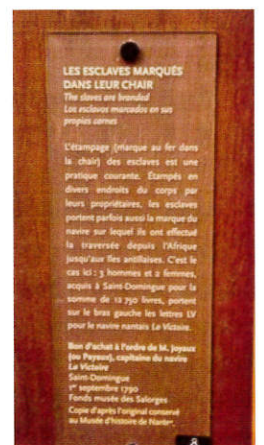 LES ESCLAVES MARQUÉS
DANS LEUR CHAIR
The slaves are branded
Los esclavos marcados en sus
propias carnes
L'étampage (marque au fer dans
la chair) des esclaves est une
pratique courante. Étampés en
divers endroits du corps par
leurs propriétaires, les esclaves
portent parfois aussi la marque du
navire sur lequel ils ont effectué
la traversée depuis l'Afrique
jusqu'aux îles antillaises. C'est le
cas ici : 3 hommes et 2 femmes,
acquis à Saint-Domingue pour la
somme de 12 750 livres, portent
sur le bras gauche les lettres LV
pour le navire nantais Le Victoire.
Bon d'achat à l'ordre de M. Joyaux
(ou Payaux), capitaine du navire
Le Victoire
Saint-Domingue
1er septembre 1790
Fonds musée des Salorges
Copie d'après l'original conservé
au Musée d'histoire de Nantes